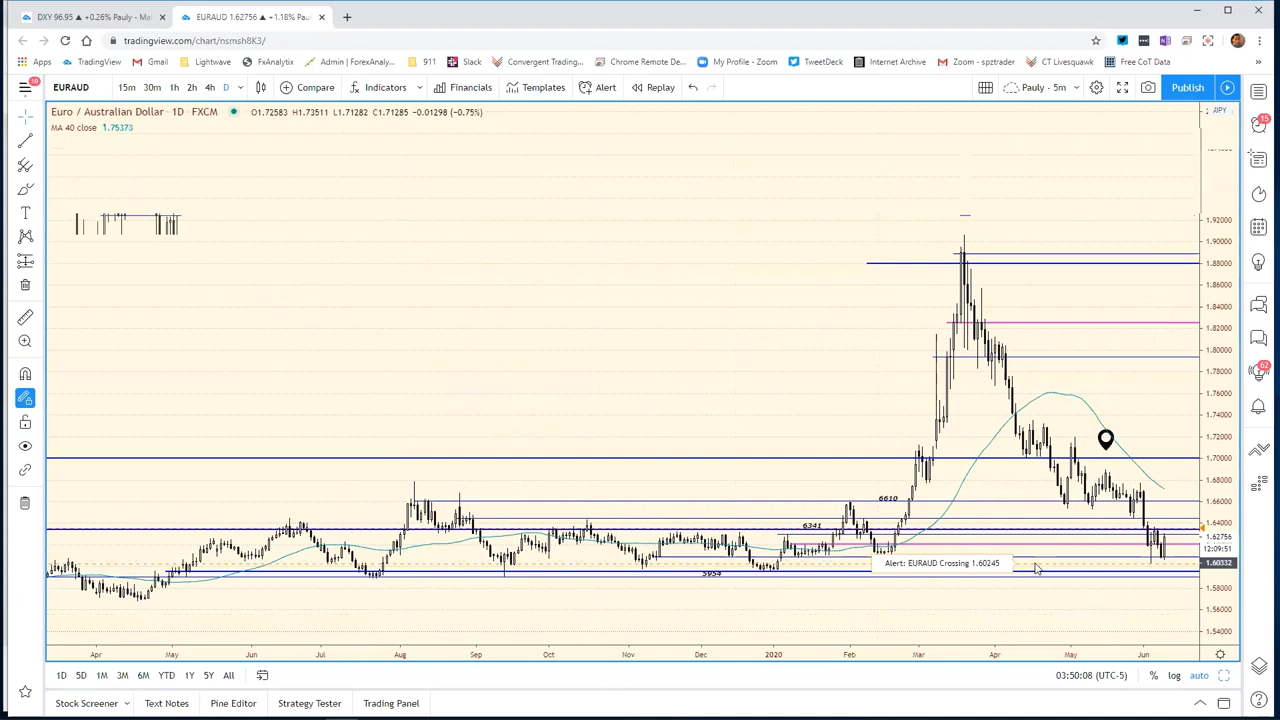 DXY 96.95 ▲ +0.26% Pauly - Ma
EURAUD 1.62756 ▲ +1.18% Pau
tradingview.com/chart/nsmsh8K3/
Apps TradingView Gmail Lightwave FxAnalytix Admin (ForexAnaly... 911 Slack Convergent Trading... Chrome Remote De... My Profile - Zoom TweetDeck Internet Archive Zoom - spztrader CT Livesquawk Free CoT Data »
10 EURAUD 15m 30m 1h 2h 4h D Compare Indicators Financials Templates Alert Replay Pauly - 5m Publish
Euro / Australian Dollar · 1D · FXCM O1.72583 H1.73511 L1.71282 C1.71285 −0.01298 (−0.75%)
MA 40 close 1.75373
15
62
1.92000
1.90000
1.88000
1.86000
1.84000
1.82000
1.80000
1.78000
1.76000
1.74000
1.72000
1.70000
1.68000
1.66000
1.64000
1.62756
12:09:51
1.60332
1.58000
1.56000
1.54000
6610
6341
5954
Alert: EURAUD Crossing 1.60245
Apr May Jun Jul Aug Sep Oct Nov Dec 2020 Feb Mar Apr May Jun
1D 5D 1M 3M 6M YTD 1Y 5Y All 03:50:08 (UTC-5) % log auto
Stock Screener Text Notes Pine Editor Strategy Tester Trading Panel